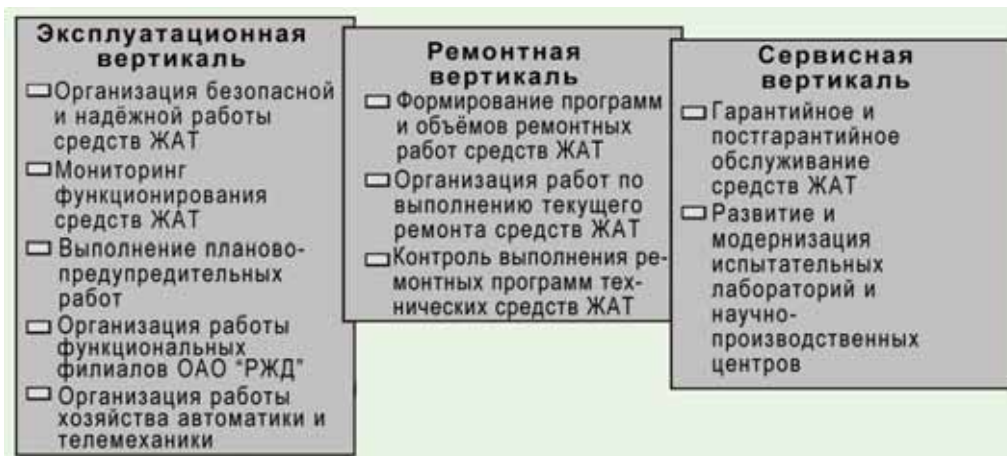 Эксплуатационная
вертикаль
Организация безопасной
и надёжной работы
средств ЖАТ
Мониторинг
функционирования
средств ЖАТ
Выполнение планово-
предупредительных
работ
Организация работы
функциональных
филиалов ОАО "РЖД"
Организация работы
хозяйства автоматики и
телемеханики
Ремонтная
вертикаль
Формирование программ
и объёмов ремонтных
работ средств ЖАТ
Организация работ по
выполнению текущего
ремонта средств ЖАТ
Контроль выполнения ре-
монтных программ тех-
нических средств ЖАТ
Сервисная
вертикаль
Гарантийное и
постгарантийное
обслуживание
средств ЖАТ
Развитие и
модернизация
испытательных
лабораторий и
научно-
производственных
центров